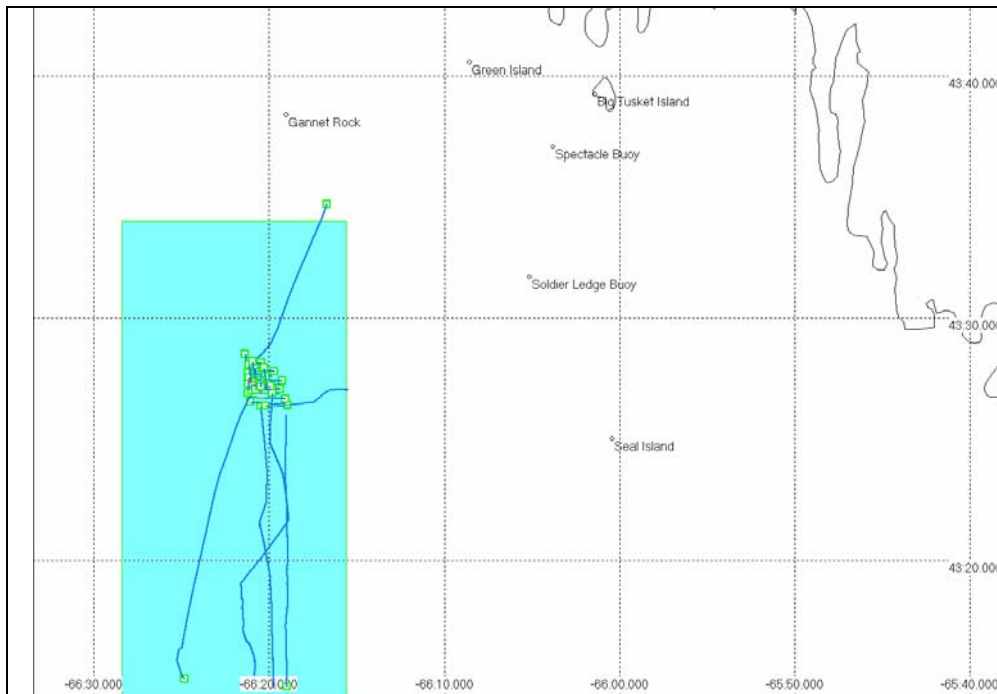 Green Island
43:40.000
Big Tusket Island
Gannet Rock
Spectacle Buoy
Soldier Ledge Buoy
43:30.000
Seal Island
43:20.000
-66:30.000
-66:20.000
-66:10.000
-66:00.000
-65:50.000
-65:40.000